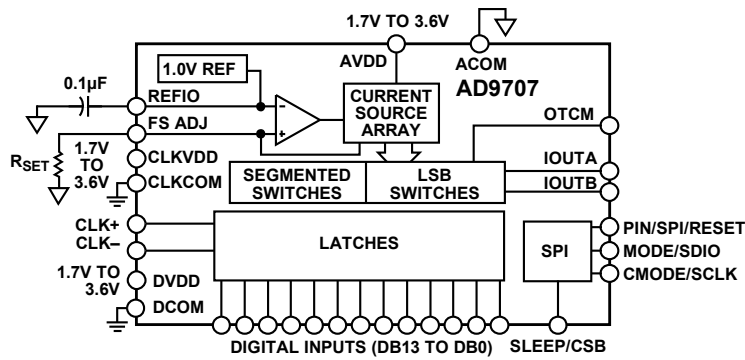 1.7V TO 3.6V
0.1µF
1.0V REF
AVDD
ACOM
AD9707
REFIO
FS ADJ
CURRENT
SOURCE
ARRAY
OTCM
RSET
1.7V
TO
3.6V
CLKVDD
CLKCOM
SEGMENTED
SWITCHES
LSB
SWITCHES
IOUTA
IOUTB
CLK+
CLK–
LATCHES
SPI
PIN/SPI/RESET
MODE/SDIO
CMODE/SCLK
1.7V TO
3.6V
DVDD
DCOM
DIGITAL INPUTS (DB13 TO DB0)
SLEEP/CSB